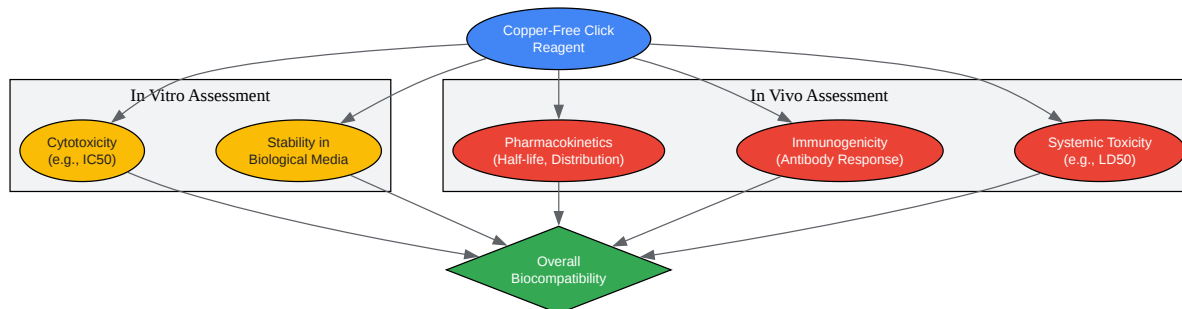 Copper-Free Click
Reagent
In Vitro Assessment
In Vivo Assessment
Cytotoxicity
(e.g., IC50)
Stability in
Biological Media
Pharmacokinetics
(Half-life, Distribution)
Immunogenicity
(Antibody Response)
Systemic Toxicity
(e.g., LD50)
Overall
Biocompatibility